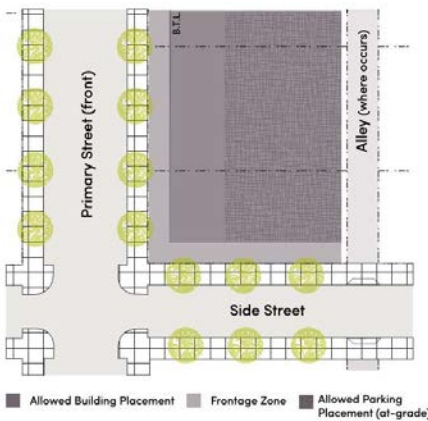 B.T.L.
Primary Street (front)
Alley (where occurs)
Side Street
Allowed Building Placement
Frontage Zone
Allowed Parking
Placement (at-grade)